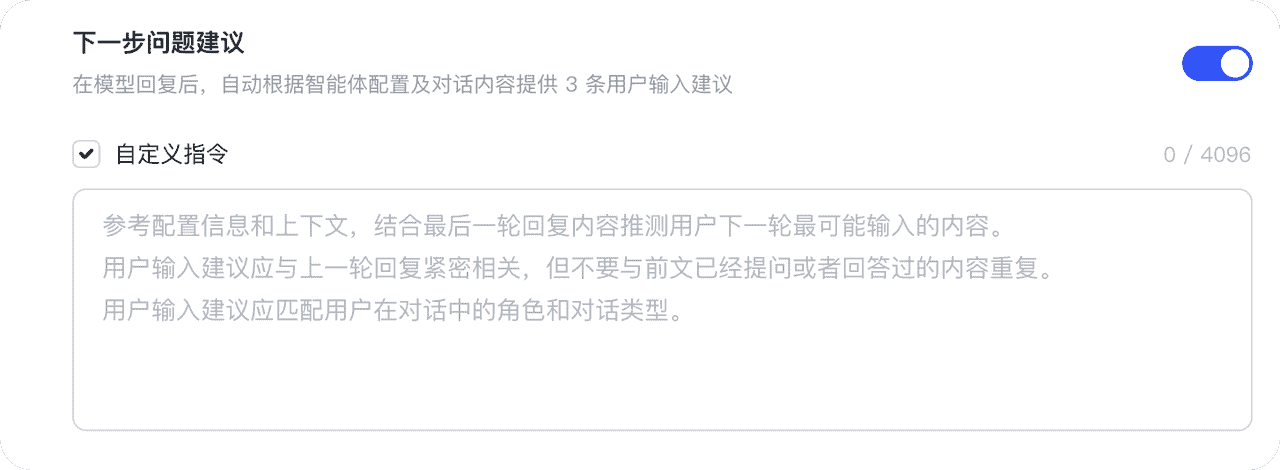 下一步问题建议
在模型回复后，自动根据智能体配置及对话内容提供 3 条用户输入建议
自定义指令
0 / 4096
参考配置信息和上下文，结合最后一轮回复内容推测用户下一轮最可能输入的内容。
用户输入建议应与上一轮回复紧密相关，但不要与前文已经提问或者回答过的内容重复。
用户输入建议应匹配用户在对话中的角色和对话类型。